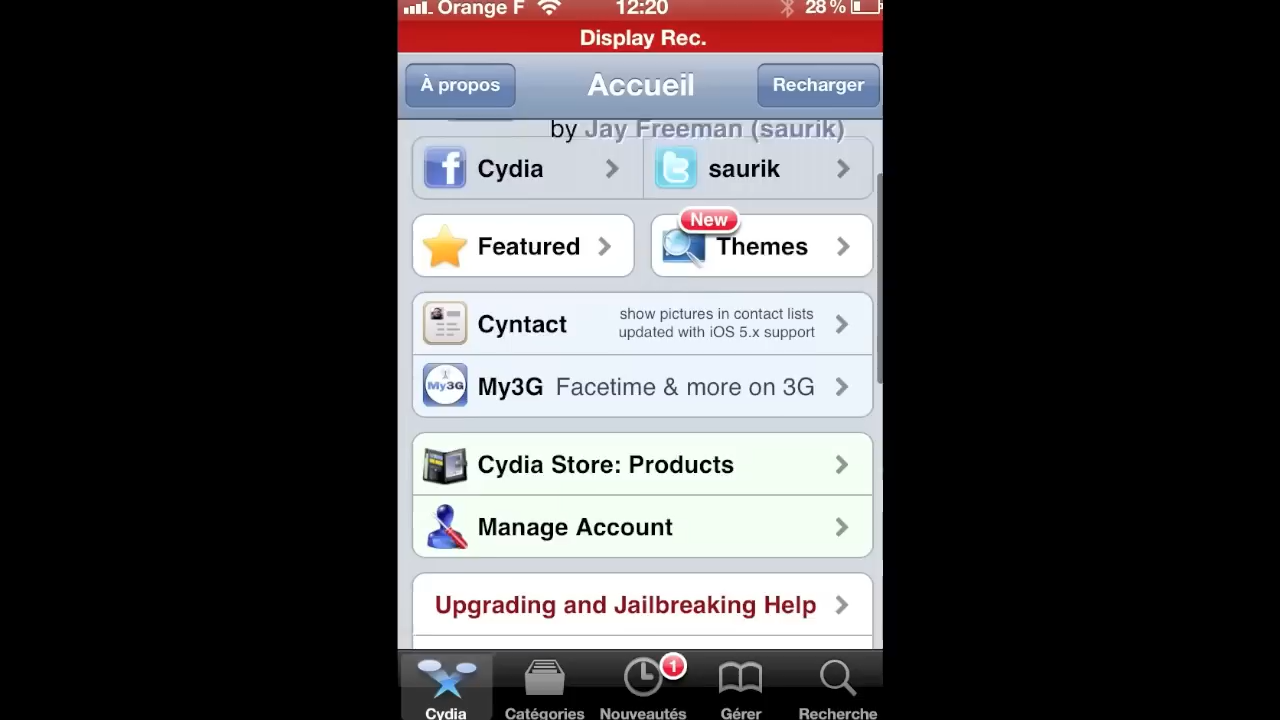 Orange F 12:20 28 %
Display Rec.
À propos Accueil Recharger
by Jay Freeman (saurik)
Cydia saurik
New
Featured Themes
Cyntact show pictures in contact lists
updated with iOS 5.x support
My3G My3G Facetime & more on 3G
Cydia Store: Products
Manage Account
Upgrading and Jailbreaking Help
1
Cydia Catégories Nouveautés Gérer Recherche